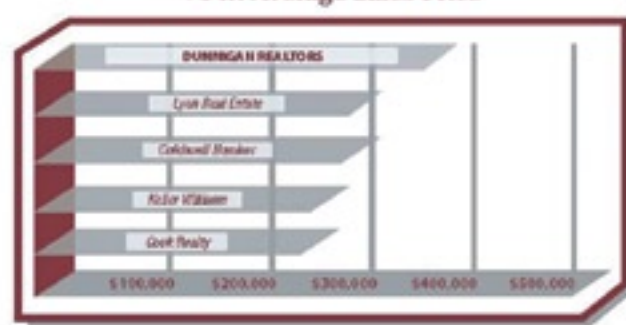 DUNNIGAN REALTORS
Lyon Real Estate
Coldwell Banker
Keller Williams
Cook Realty
$100,000 $200,000 $300,000 $400,000 $500,000